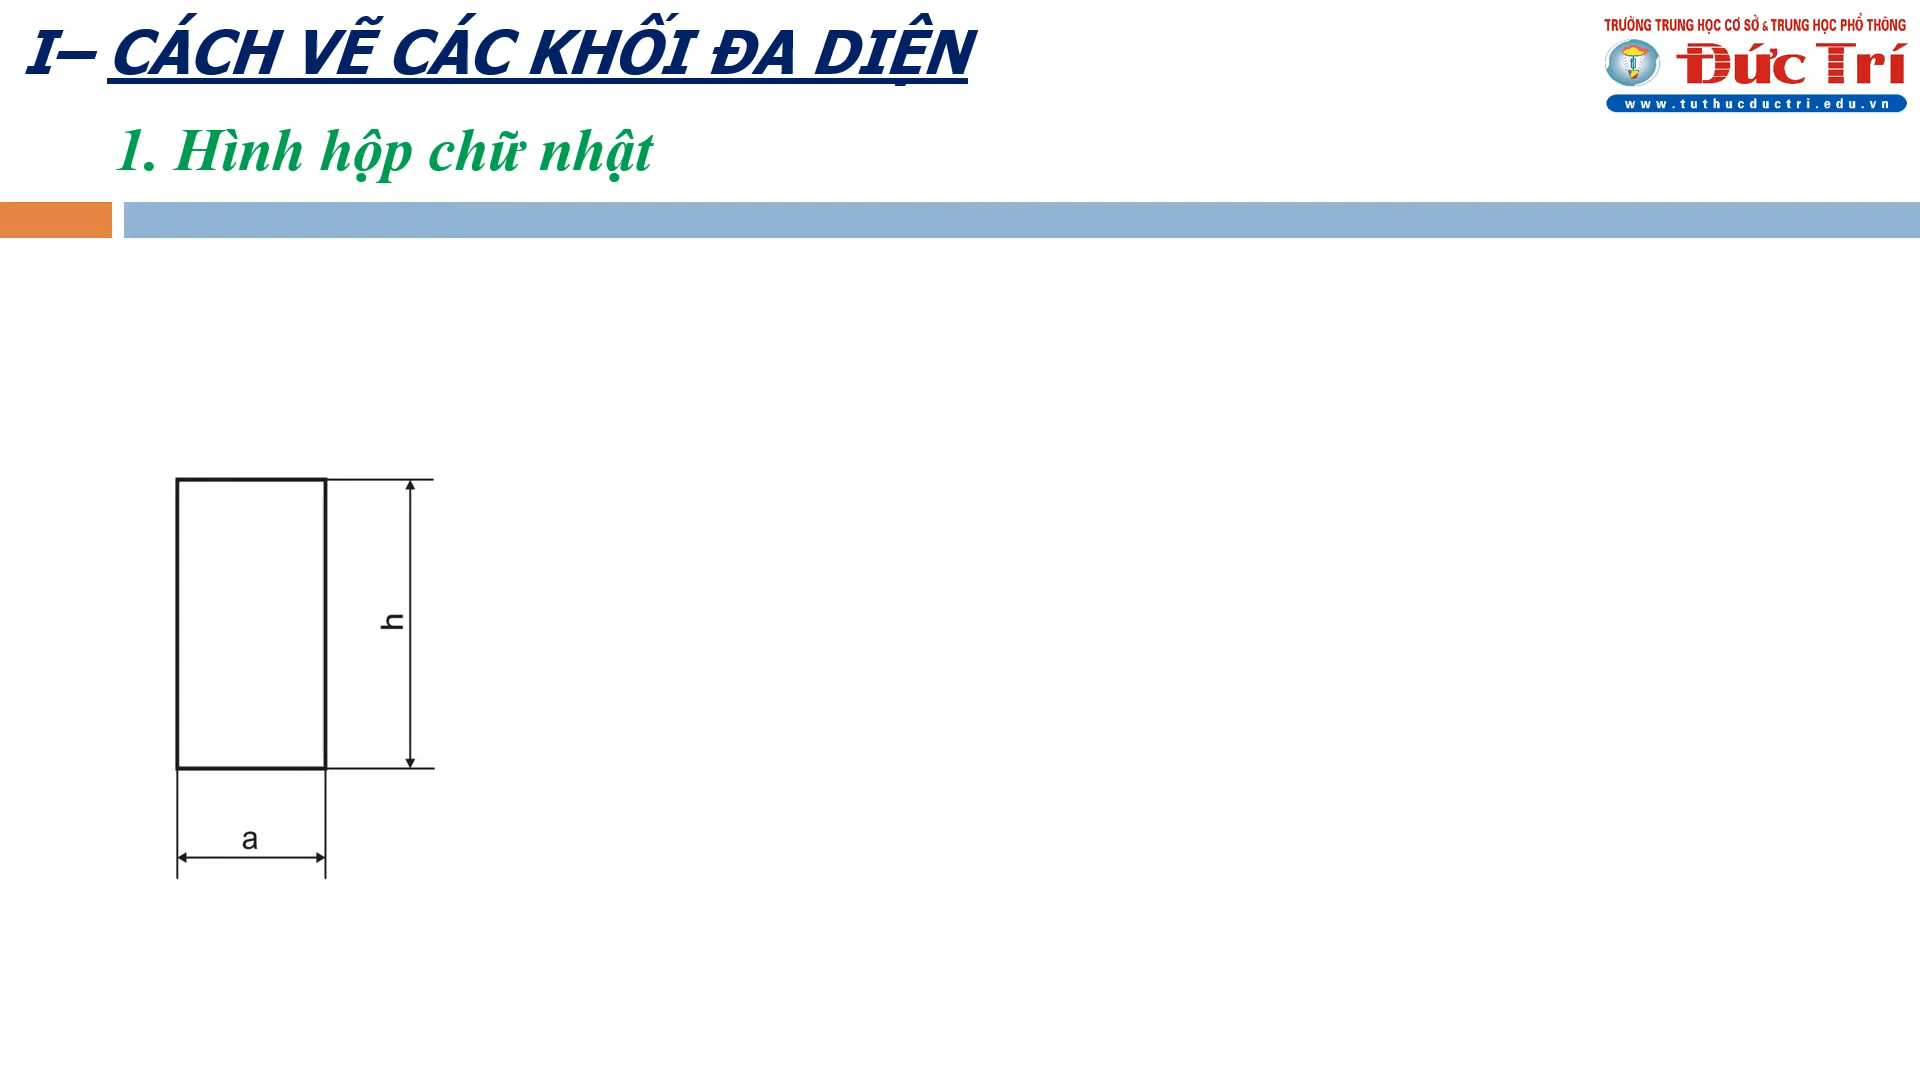 I– CÁCH VẼ CÁC KHỐI ĐA DIỆN
TRƯỜNG TRUNG HỌC CƠ SỞ & TRUNG HỌC PHỔ THÔNG
Đức Trí
www.tuthucductri.edu.vn
1. Hình hộp chữ nhật
h
a